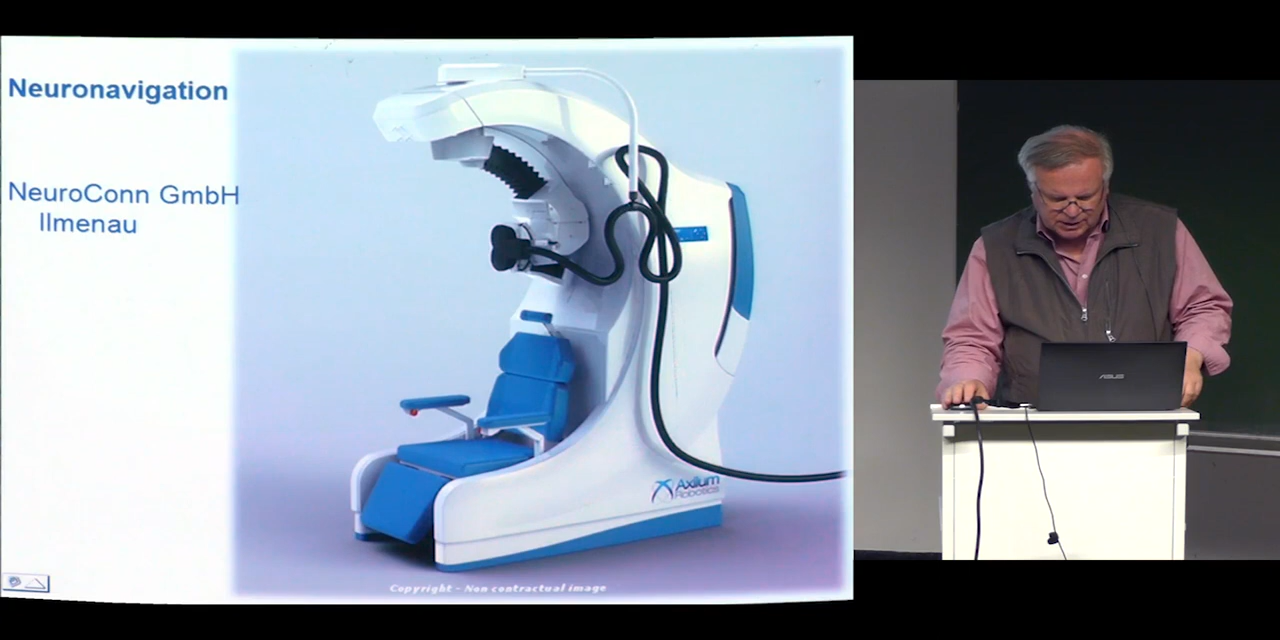 Neuronavigation
NeuroConn GmbH
Ilmenau
Axilum
Robotics
Copyright - Non contractual image
ASUS